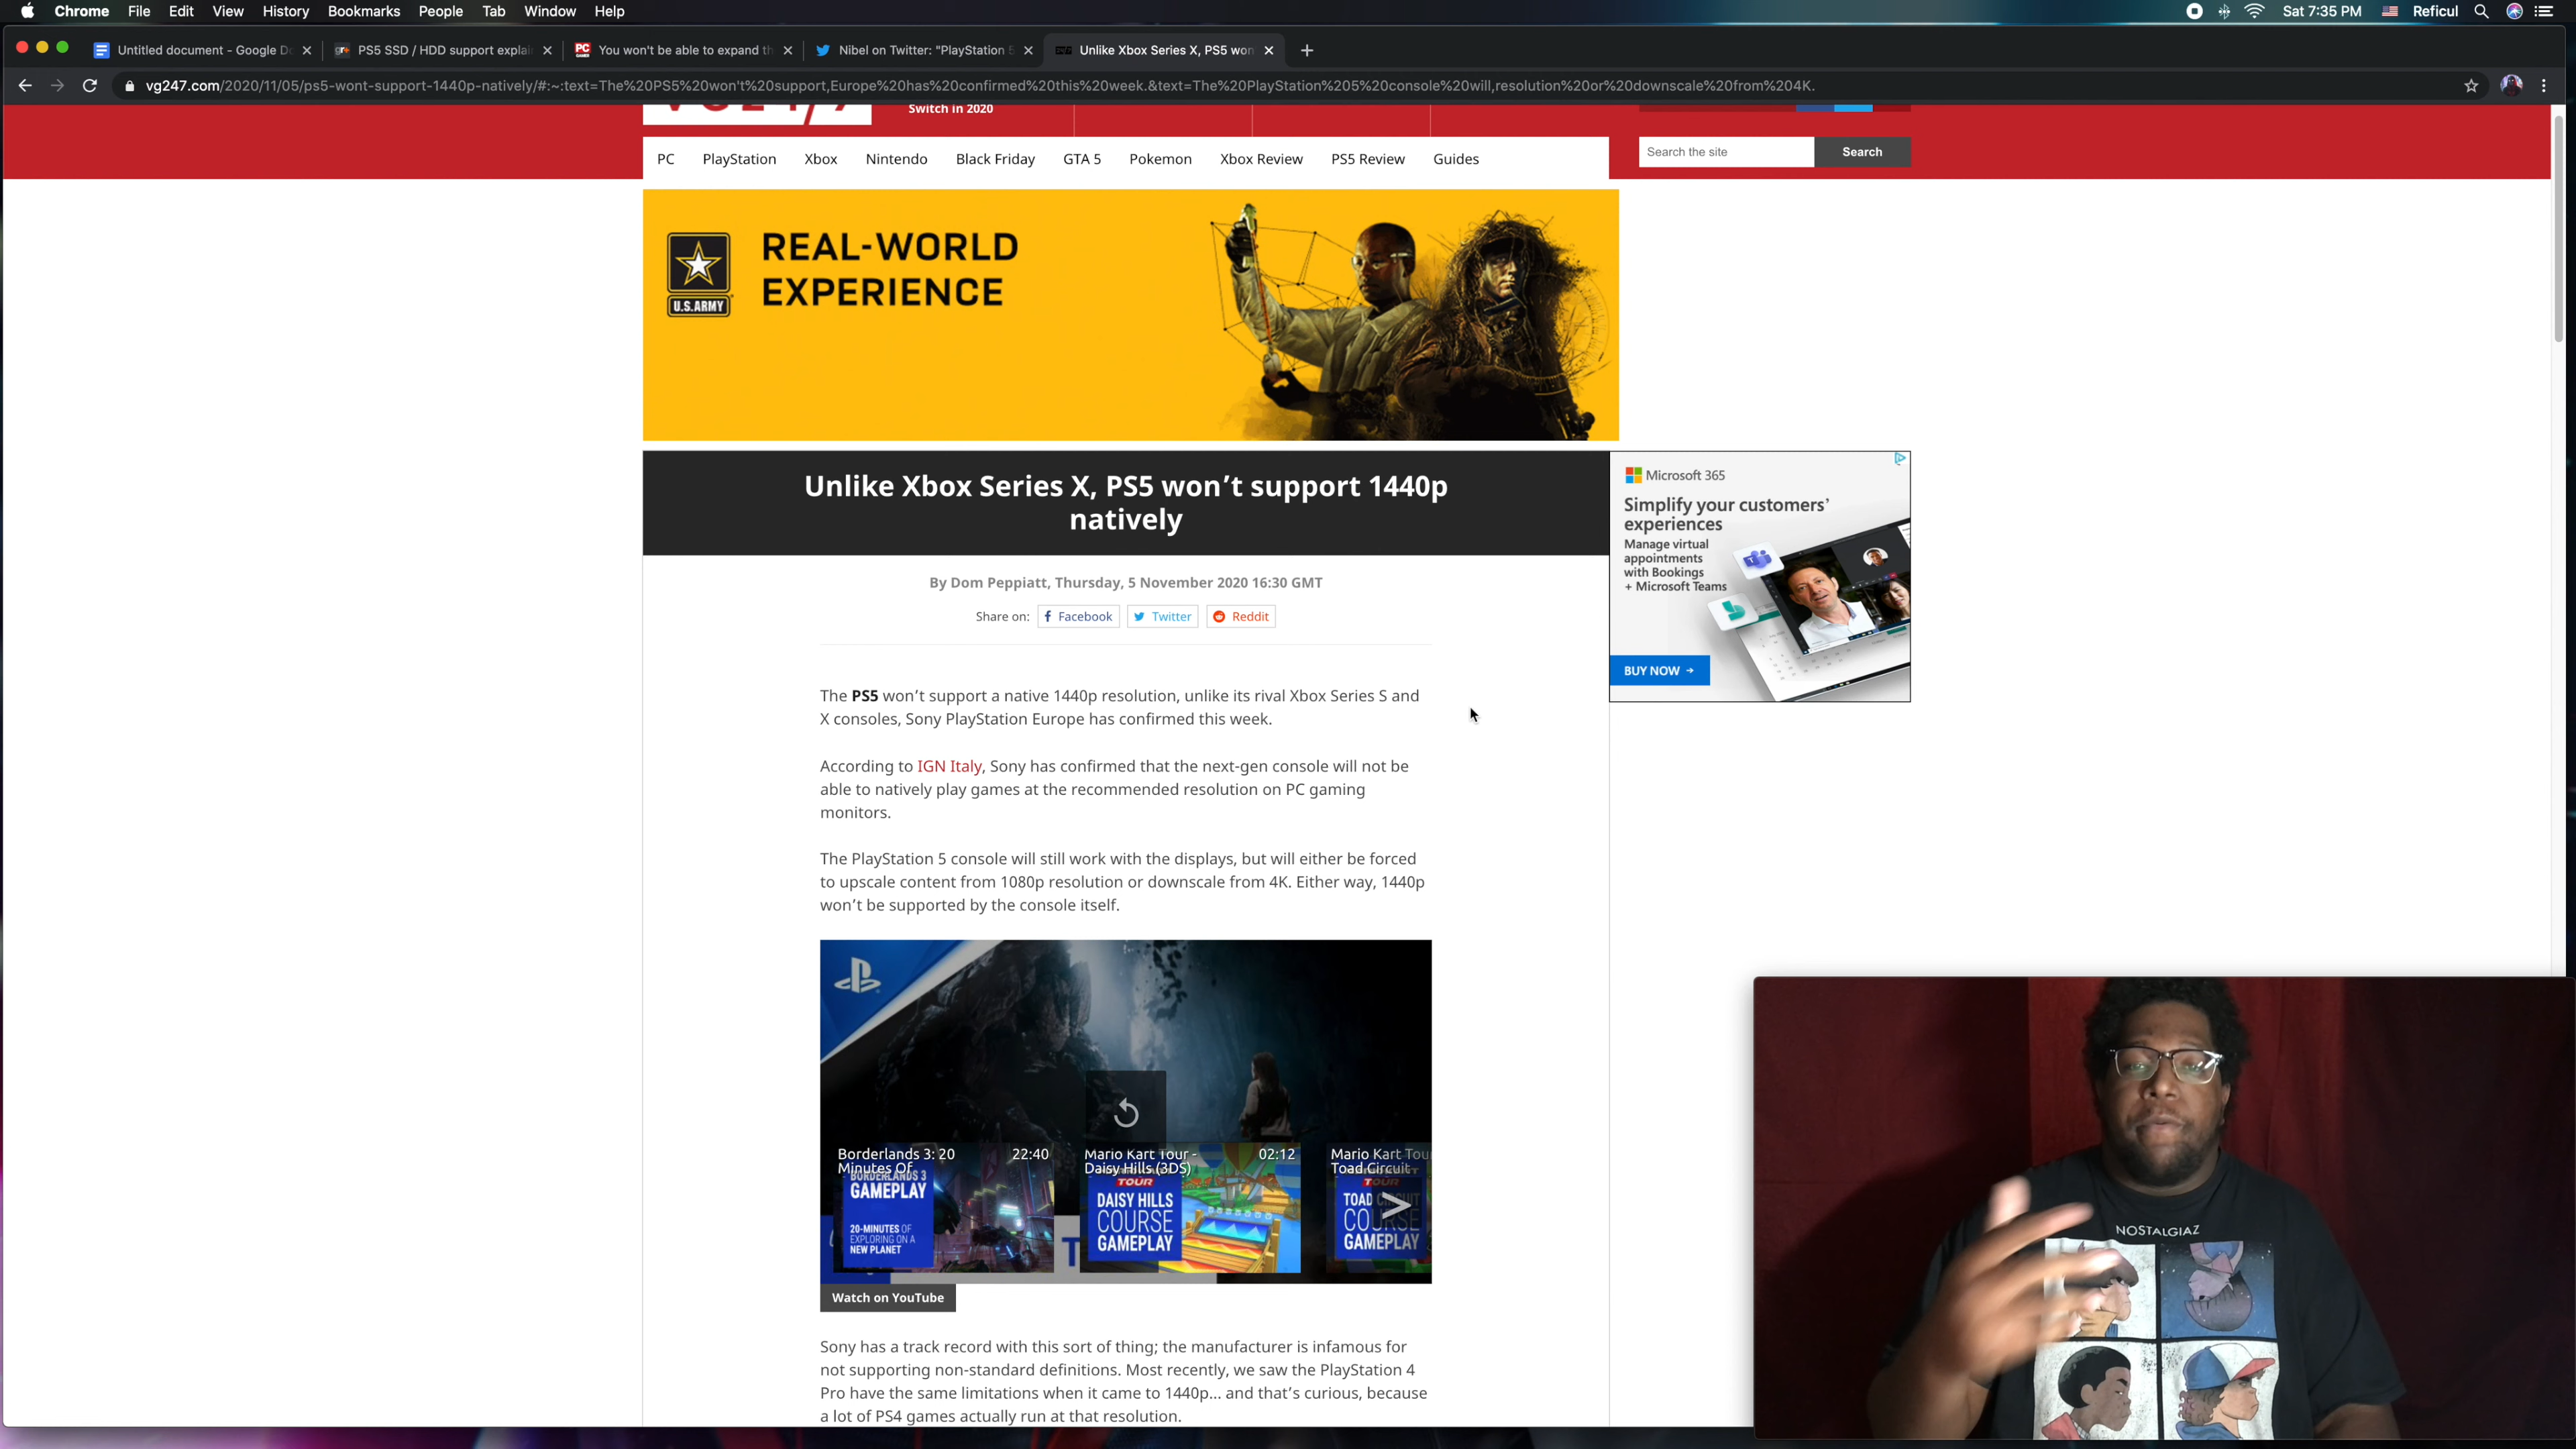 Chrome File Edit View History Bookmarks People Tab Window Help
Sat 7:35 PM Reficul
Untitled document - Google Do
PS5 SSD / HDD support explai
You won't be able to expand th
Nibel on Twitter: "PlayStation 5
Unlike Xbox Series X, PS5 won
vg247.com/2020/11/05/ps5-wont-support-1440p-natively/#:~:text=The%20PS5%20won't%20support,Europe%20has%20confirmed%20this%20week.&text=The%20PlayStation%205%20console%20will,resolution%20or%20downscale%20from%204K.
Switch in 2020
PC PlayStation Xbox Nintendo Black Friday GTA 5 Pokemon Xbox Review PS5 Review Guides
Search the site
Search
U.S.ARMY
REAL-WORLD
EXPERIENCE
Unlike Xbox Series X, PS5 won’t support 1440p
natively
By Dom Peppiatt, Thursday, 5 November 2020 16:30 GMT
Share on: Facebook Twitter Reddit
Microsoft 365
Simplify your customers’
experiences
Manage virtual
appointments
with Bookings
+ Microsoft Teams
BUY NOW →
The PS5 won’t support a native 1440p resolution, unlike its rival Xbox Series S and
X consoles, Sony PlayStation Europe has confirmed this week.
According to IGN Italy, Sony has confirmed that the next-gen console will not be
able to natively play games at the recommended resolution on PC gaming
monitors.
The PlayStation 5 console will still work with the displays, but will either be forced
to upscale content from 1080p resolution or downscale from 4K. Either way, 1440p
won’t be supported by the console itself.
Borderlands 3: 20
Minutes Of
22:40
BORDERLANDS 3
GAMEPLAY
20-MINUTES OF
EXPLORING ON A
NEW PLANET
Mario Kart Tour -
Daisy Hills (3DS)
02:12
TOUR
DAISY HILLS
COURSE
GAMEPLAY
Mario Kart Tou
Toad Circuit
TOUR
TOAD CIRCUIT
COURSE
GAMEPLAY
Watch on YouTube
Sony has a track record with this sort of thing; the manufacturer is infamous for
not supporting non-standard definitions. Most recently, we saw the PlayStation 4
Pro have the same limitations when it came to 1440p... and that’s curious, because
a lot of PS4 games actually run at that resolution.
NOSTALGIAZ